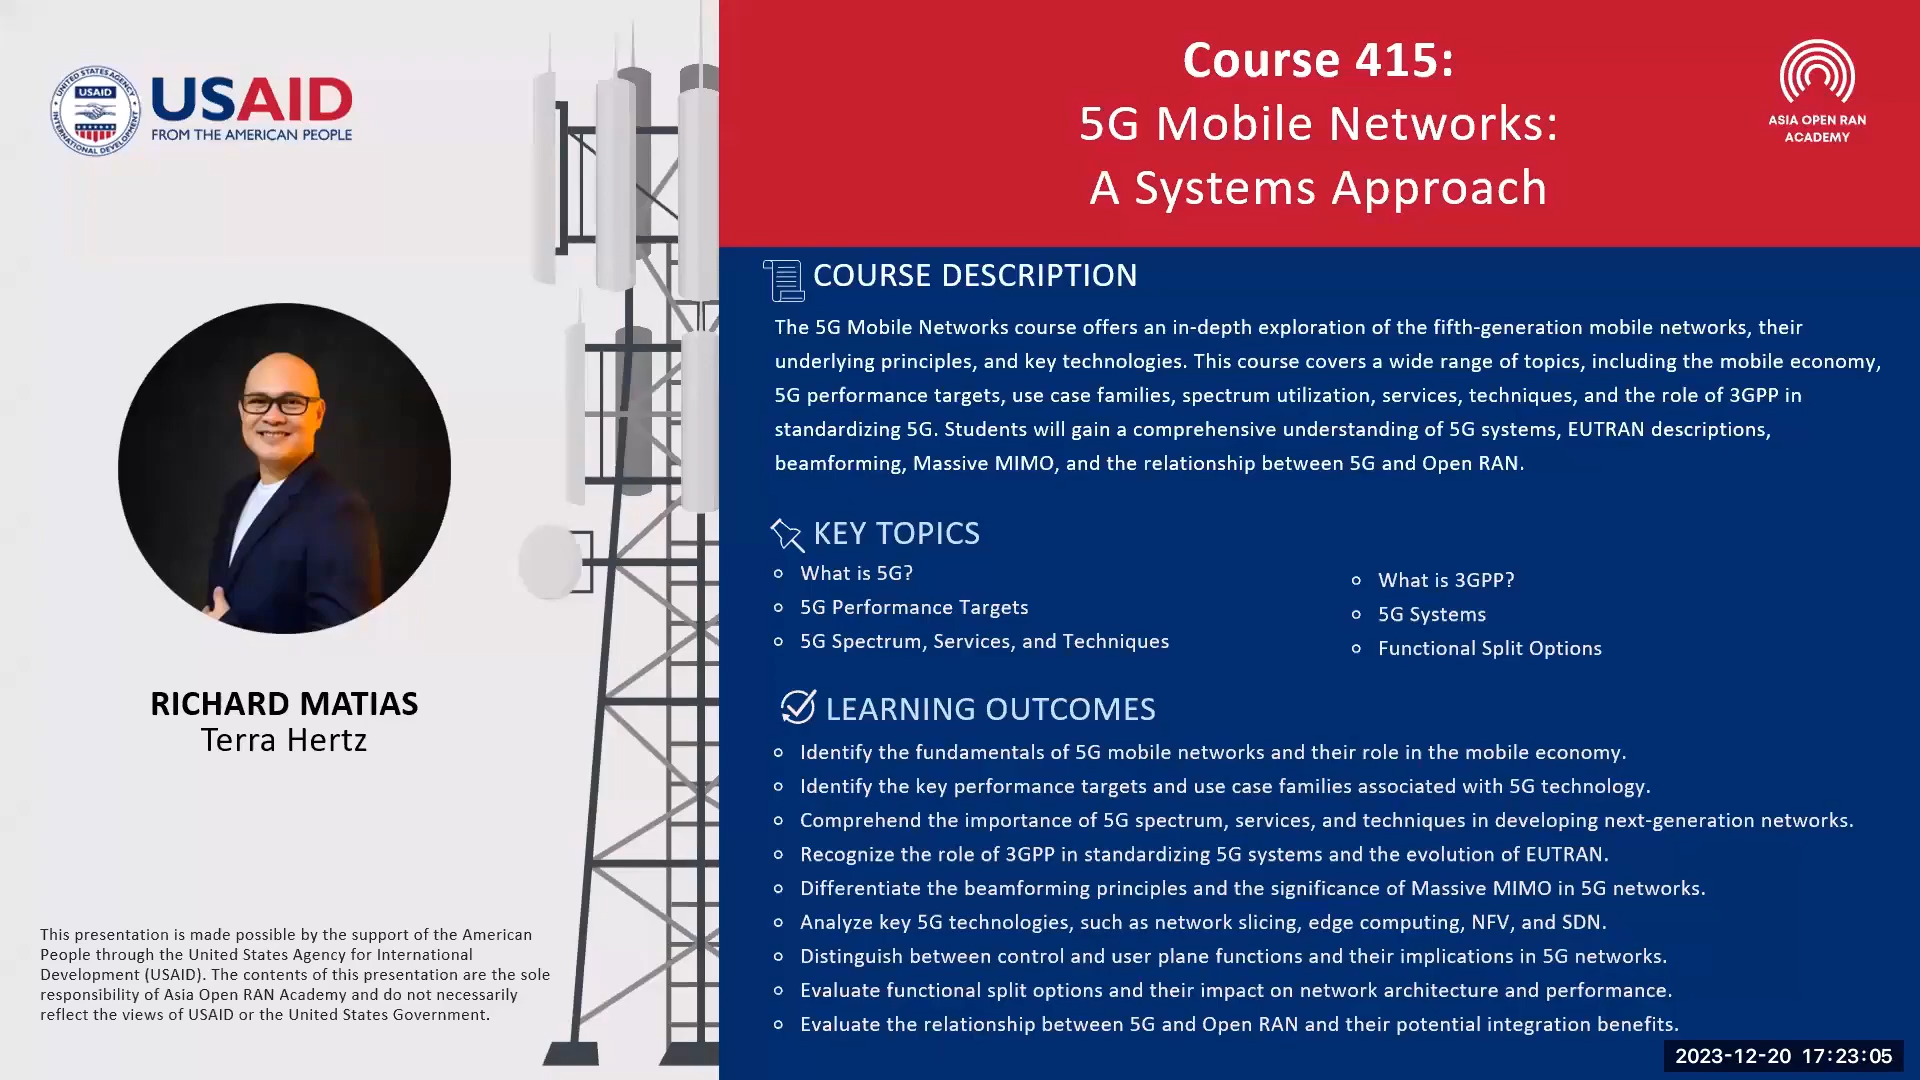 UNITED STATES AGENCY
USAID
INTERNATIONAL DEVELOPMENT
USAID
FROM THE AMERICAN PEOPLE
RICHARD MATIAS
Terra Hertz
This presentation is made possible by the support of the American
People through the United States Agency for International
Development (USAID). The contents of this presentation are the sole
responsibility of Asia Open RAN Academy and do not necessarily
reflect the views of USAID or the United States Government.
Course 415:
5G Mobile Networks:
A Systems Approach
ASIA OPEN RAN
ACADEMY
COURSE DESCRIPTION
The 5G Mobile Networks course offers an in-depth exploration of the fifth-generation mobile networks, their
underlying principles, and key technologies. This course covers a wide range of topics, including the mobile economy,
5G performance targets, use case families, spectrum utilization, services, techniques, and the role of 3GPP in
standardizing 5G. Students will gain a comprehensive understanding of 5G systems, EUTRAN descriptions,
beamforming, Massive MIMO, and the relationship between 5G and Open RAN.
KEY TOPICS
What is 5G?
5G Performance Targets
5G Spectrum, Services, and Techniques
What is 3GPP?
5G Systems
Functional Split Options
LEARNING OUTCOMES
Identify the fundamentals of 5G mobile networks and their role in the mobile economy.
Identify the key performance targets and use case families associated with 5G technology.
Comprehend the importance of 5G spectrum, services, and techniques in developing next-generation networks.
Recognize the role of 3GPP in standardizing 5G systems and the evolution of EUTRAN.
Differentiate the beamforming principles and the significance of Massive MIMO in 5G networks.
Analyze key 5G technologies, such as network slicing, edge computing, NFV, and SDN.
Distinguish between control and user plane functions and their implications in 5G networks.
Evaluate functional split options and their impact on network architecture and performance.
Evaluate the relationship between 5G and Open RAN and their potential integration benefits.
2023-12-20 17:23:05